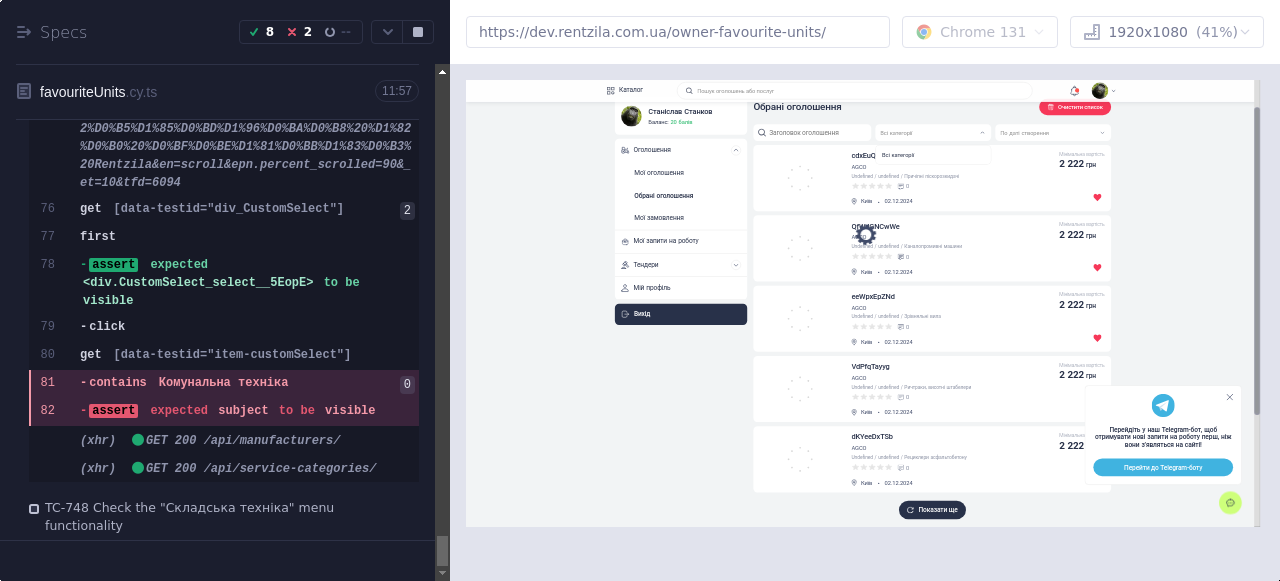 Specs
8
2
--
https://dev.rentzila.com.ua/owner-favourite-units/
Chrome 131
1920x1080 (41%)
favouriteUnits.cy.ts
11:57
2%D0%B5%D1%85%D0%BD%D1%96%D0%BA%D0%B8%20%D1%82
%D0%B0%20%D0%BF%D0%BE%D1%81%D0%BB%D1%83%D0%B3%
20Rentzila&en=scroll&epn.percent_scrolled=90&_
et=10&tfd=6094
76 get [data-testid="div_CustomSelect"] 2
77 first
78 -assert expected
<div.CustomSelect_select__5EopE> to be
visible
79 -click
80 get [data-testid="item-customSelect"]
81 -contains Комунальна техніка 0
82 -assert expected subject to be visible
(xhr) GET 200 /api/manufacturers/
(xhr) GET 200 /api/service-categories/
TC-748 Check the "Складська техніка" menu
functionality
Каталог
Пошук оголошень або послуг
Станіслав Станков
Баланс: 20 балів
Оголошення
Мої оголошення
Обрані оголошення
Мої замовлення
Мої запити на роботу
Тендери
Мій профіль
Вихід
Обрані оголошення
Очистити список
Заголовок оголошення
Всі категорії
По даті створення
Всі категорії
cdxEuQ
AGCO
Undefined / undefined / Причіпні піскорозкидачі
0
Київ • 02.12.2024
Мінімальна вартість
2 222 грн
NCwWe
Undefined / undefined / Каналопромивні машини
0
Київ • 02.12.2024
Мінімальна вартість
2 222 грн
eeWpxEpZNd
AGCO
Undefined / undefined / Зрівнювач
0
Київ • 02.12.2024
Мінімальна вартість
2 222 грн
VdPfqTayyg
AGCO
Undefined / undefined / Ричтраки, висотні штабелери
0
Київ • 02.12.2024
Мінімальна вартість
2 222 грн
dKYeeDxTSb
AGCO
Undefined / undefined / Рециклери асфальтобетону
0
Київ • 02.12.2024
2 222
Показати ще
Перейдіть у наш Telegram-бот, щоб
отримувати нові запити на роботу перш, ніж
вони з'являться на сайті!
Перейти до Telegram-боту